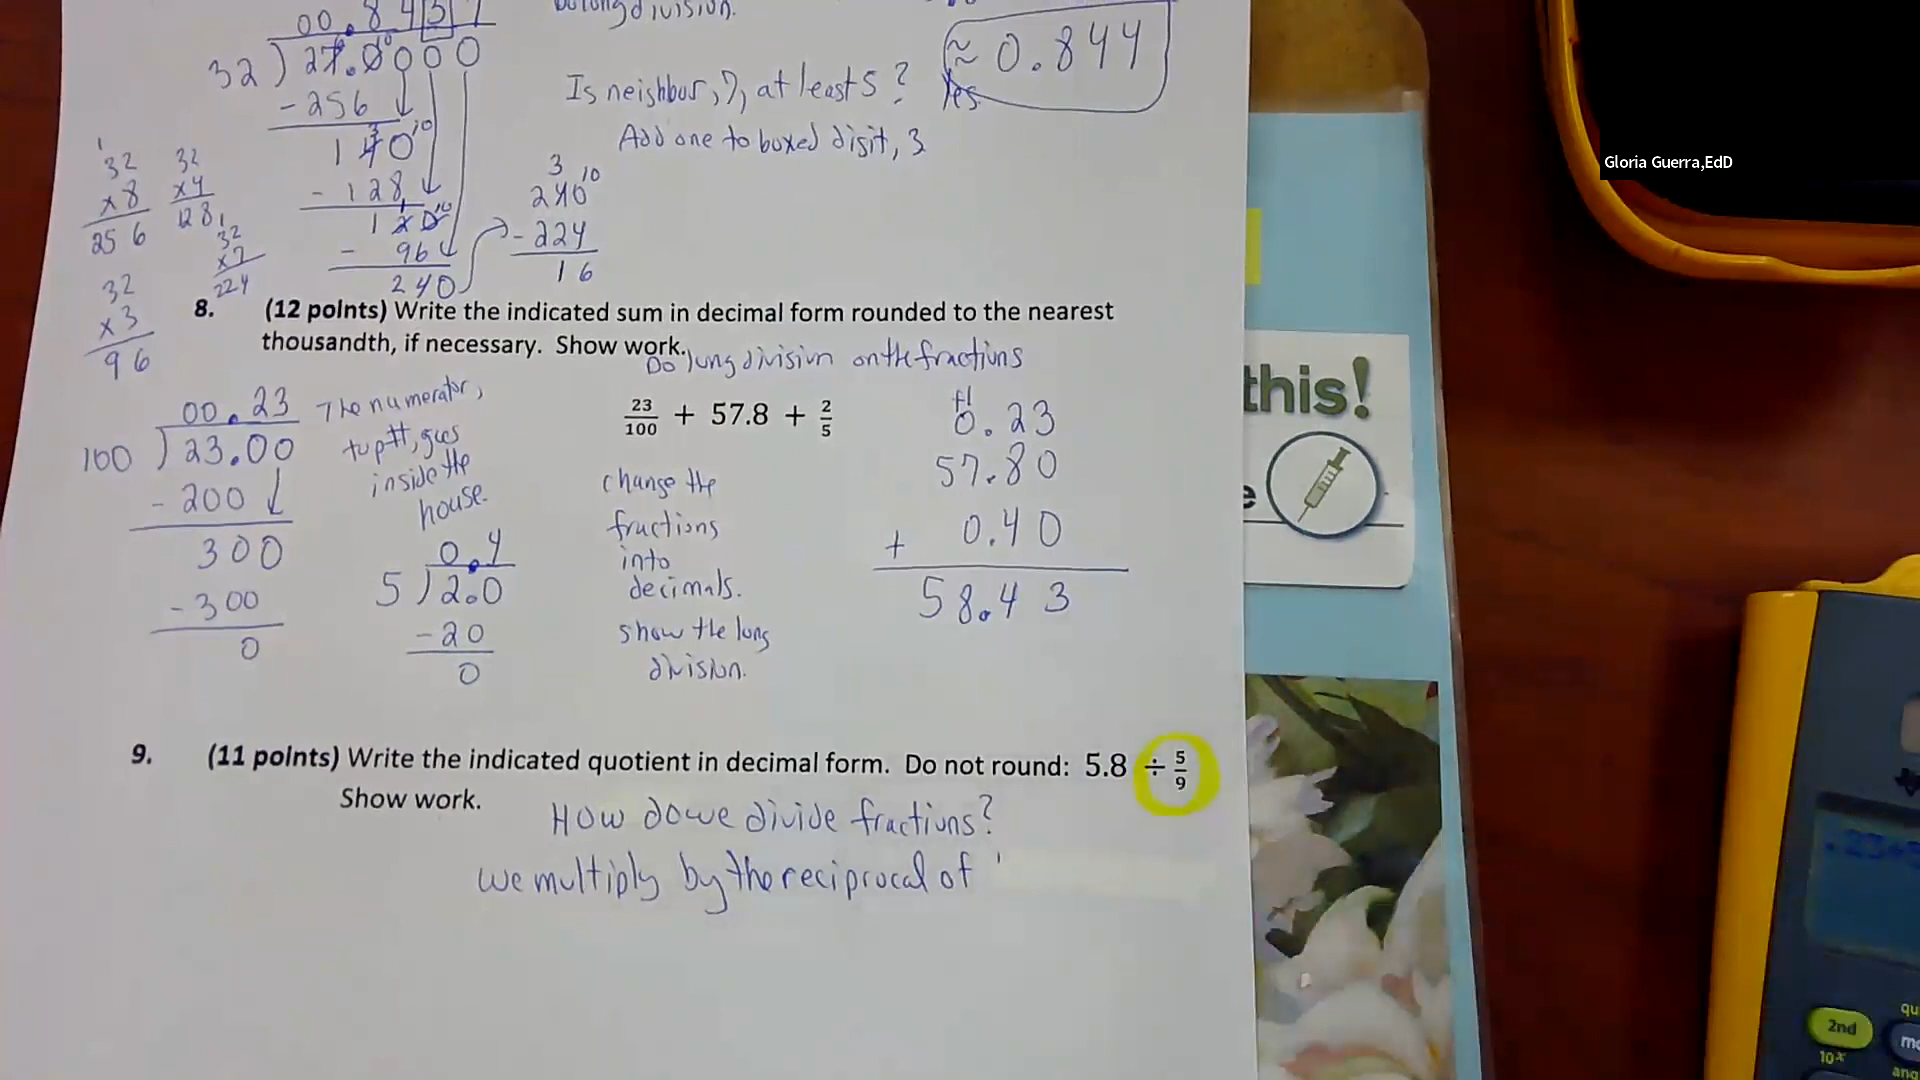 division.
00.8437
32 ) 27.0000
≈ 0.844
Is neighbor, 7, at least 5? Yes.
-256
Add one to boxed digit, 3
140
- 128
120
- 96
240
32
x8
256
32
x4
128
32
x7
224
32
x3
96
240
-224
16
8. (12 points) Write the indicated sum in decimal form rounded to the nearest
thousandth, if necessary. Show work.
Do long division on the fractions
23/100 + 57.8 + 2/5
00.23
100 ) 23.00
- 200
300
- 300
0
The numerator,
top #, goes
inside the
house.
0.4
5 ) 2.0
- 20
0
change the
fractions
into
decimals.
show the long
division.
+1
0.23
57.80
+ 0.40
58.43
9. (11 points) Write the indicated quotient in decimal form. Do not round: 5.8 ÷ 5/9
Show work.
How do we divide fractions?
we multiply by the reciprocal of
this!
e
Gloria Guerra,EdD
2nd
10x